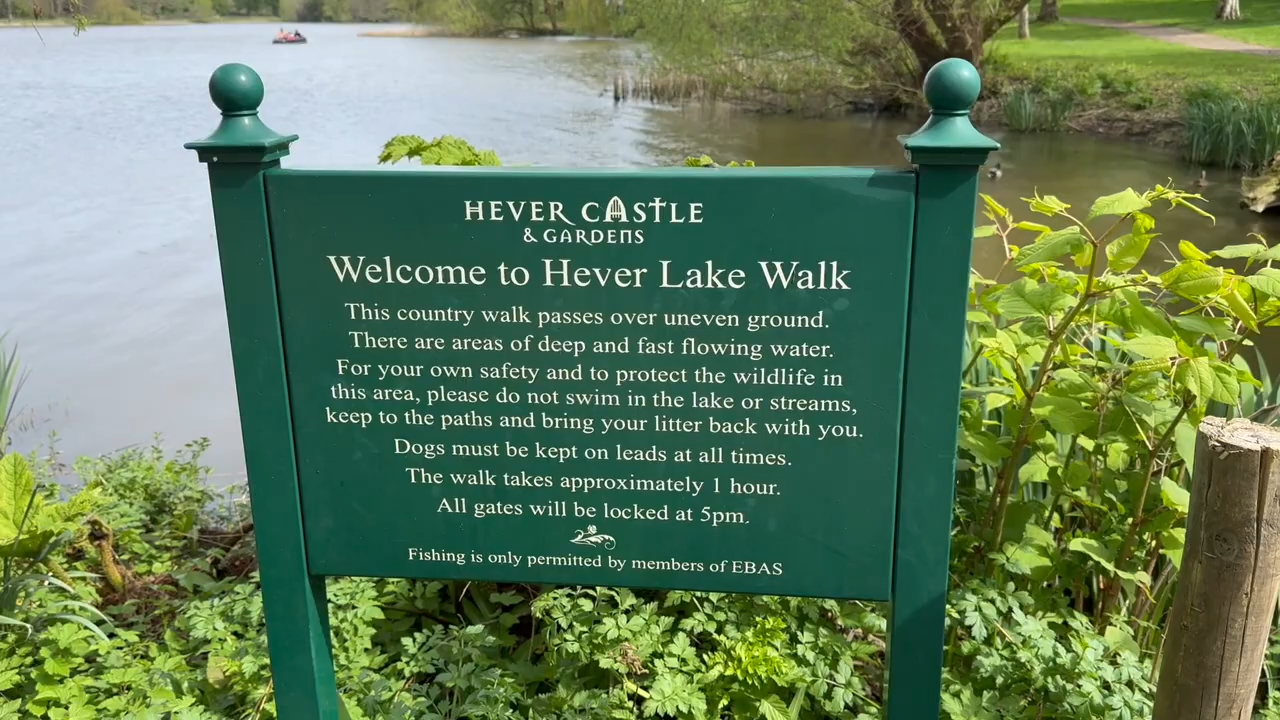 HEVER CASTLE
& GARDENS
Welcome to Hever Lake Walk
This country walk passes over uneven ground.
There are areas of deep and fast flowing water.
For your own safety and to protect the wildlife in
this area, please do not swim in the lake or streams,
keep to the paths and bring your litter back with you.
Dogs must be kept on leads at all times.
The walk takes approximately 1 hour.
All gates will be locked at 5pm.
Fishing is only permitted by members of EBAS